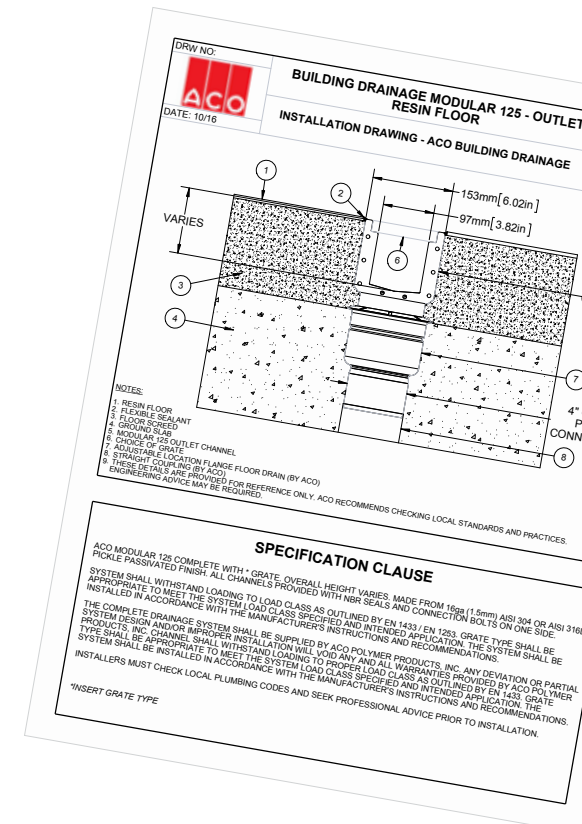 DRW NO:
ACO
DATE: 10/16
BUILDING DRAINAGE MODULAR 125 - OUTLET
RESIN FLOOR
INSTALLATION DRAWING - ACO BUILDING DRAINAGE
1
2
153mm[6.02in]
97mm[3.82in]
VARIES
6
3
4
7
4"
CONN
8
NOTES:
1. RESIN FLOOR
2. FLEXIBLE SEALANT
3. FLOOR SCREED
4. GROUND SLAB
5. MODULAR 125 OUTLET CHANNEL
6. CHOICE OF GRATE
7. ADJUSTABLE LOCATION FLANGE FLOOR DRAIN (BY ACO)
8. STRAIGHT COUPLING (BY ACO)
9. THESE DETAILS ARE PROVIDED FOR REFERENCE ONLY. ACO RECOMMENDS CHECKING LOCAL STANDARDS AND PRACTICES.
ENGINEERING ADVICE MAY BE REQUIRED.
SPECIFICATION CLAUSE
ACO MODULAR 125 COMPLETE WITH * GRATE. OVERALL HEIGHT VARIES. MADE FROM 16ga (1.5mm) AISI 304 OR AISI 316L
PICKLE PASSIVATED FINISH. ALL CHANNELS PROVIDED WITH NBR SEALS AND CONNECTION BOLTS ON ONE SIDE.
SYSTEM SHALL WITHSTAND LOADING TO LOAD CLASS AS OUTLINED BY EN 1433 / EN 1253. GRATE TYPE SHALL BE
APPROPRIATE TO MEET THE SYSTEM LOAD CLASS SPECIFIED AND INTENDED APPLICATION. THE SYSTEM SHALL BE
INSTALLED IN ACCORDANCE WITH THE MANUFACTURER'S INSTRUCTIONS AND RECOMMENDATIONS.
THE COMPLETE DRAINAGE SYSTEM SHALL BE SUPPLIED BY ACO POLYMER PRODUCTS, INC. ANY DEVIATION OR PARTIAL
SYSTEM DESIGN AND/OR IMPROPER INSTALLATION WILL VOID ANY AND ALL WARRANTIES PROVIDED BY ACO POLYMER
PRODUCTS, INC. CHANNEL SHALL WITHSTAND LOADING TO PROPER LOAD CLASS AS OUTLINED BY EN 1433. GRATE
TYPE SHALL BE APPROPRIATE TO MEET THE SYSTEM LOAD CLASS SPECIFIED AND INTENDED APPLICATION. THE
SYSTEM SHALL BE INSTALLED IN ACCORDANCE WITH THE MANUFACTURER'S INSTRUCTIONS AND RECOMMENDATIONS.
INSTALLERS MUST CHECK LOCAL PLUMBING CODES AND SEEK PROFESSIONAL ADVICE PRIOR TO INSTALLATION.
*INSERT GRATE TYPE